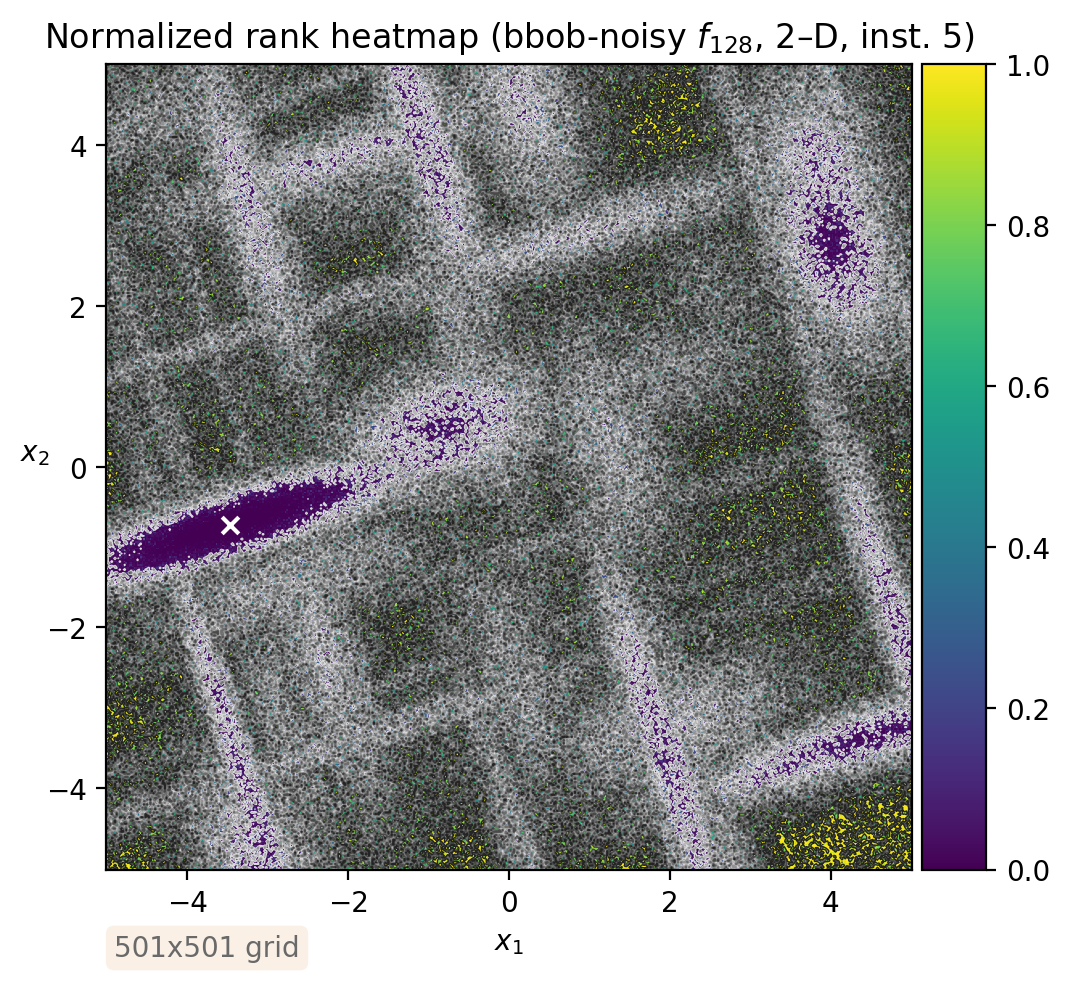 Normalized rank heatmap (bbob-noisy f128, 2–D, inst. 5)
1.0
4
0.8
2
0.6
x2
0
0.4
−2
0.2
−4
0.0
−4 −2 0 2 4
x1
501x501 grid